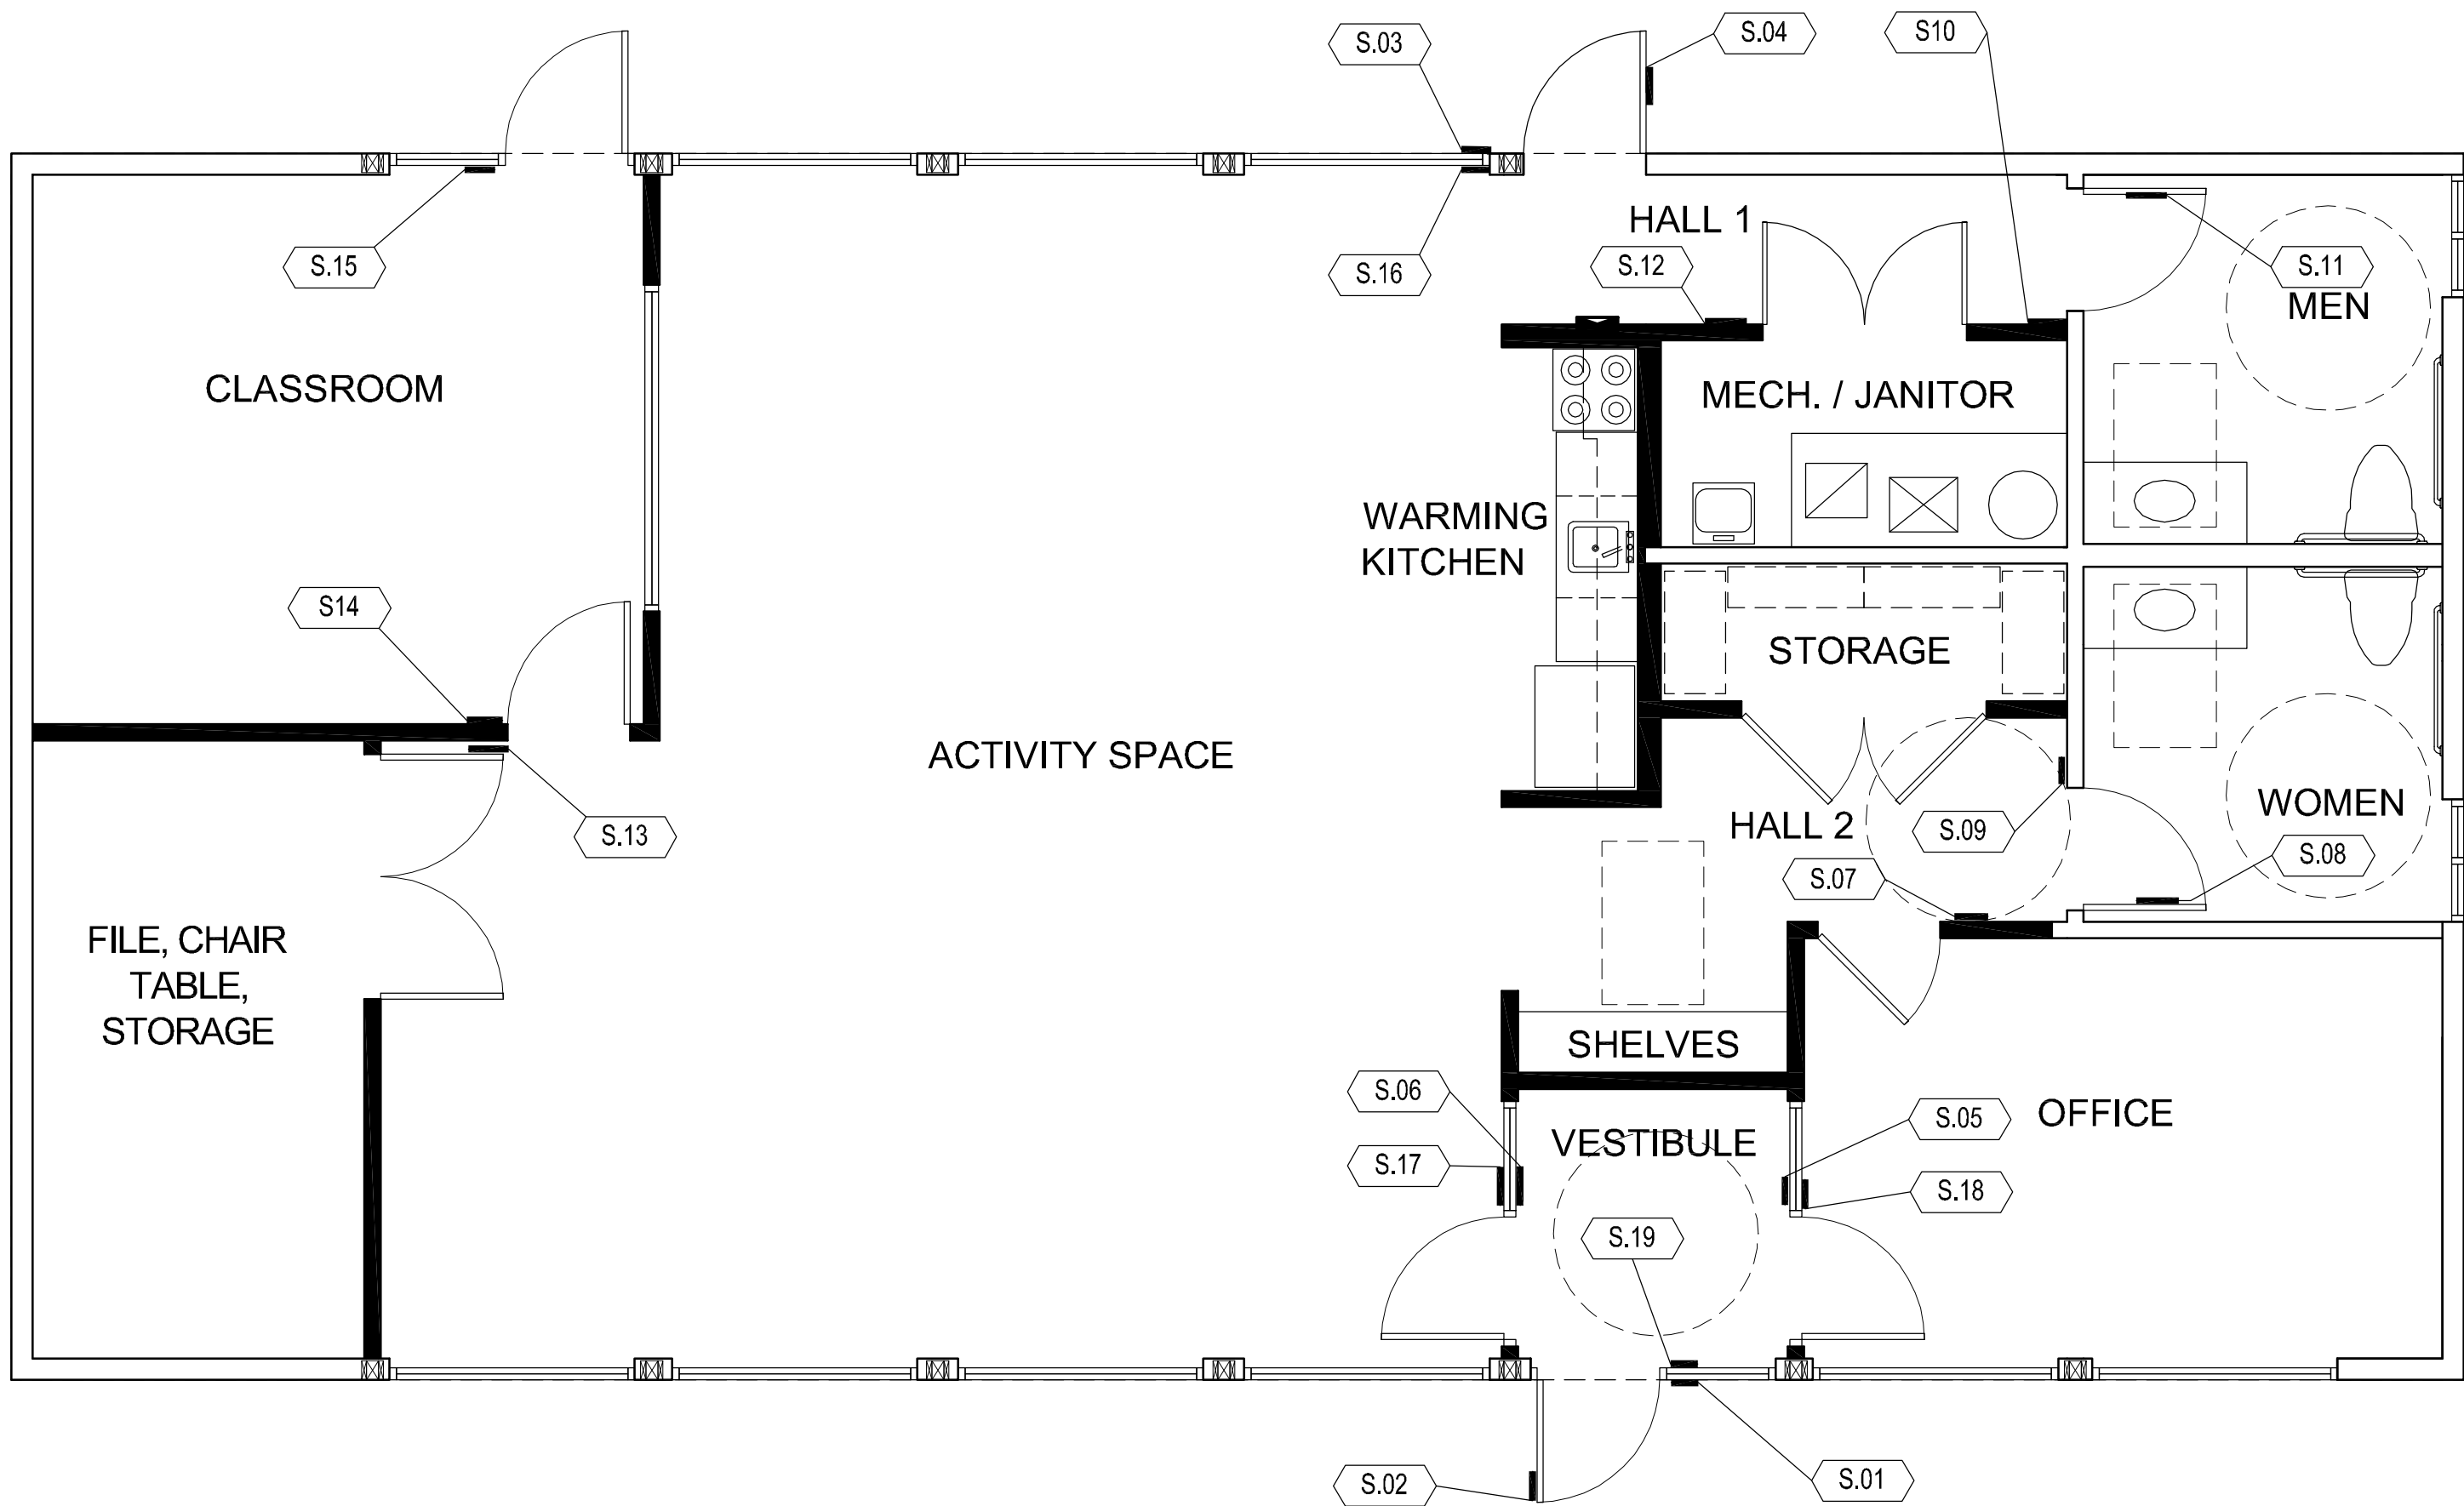 S.03
S.04
S10
HALL 1
S.15
S.16
S.12
S.11
MEN
CLASSROOM
MECH. / JANITOR
WARMING
KITCHEN
S14
STORAGE
ACTIVITY SPACE
S.13
HALL 2
S.09
WOMEN
S.08
S.07
FILE, CHAIR
TABLE,
STORAGE
SHELVES
S.06
S.17
VESTIBULE
S.05
OFFICE
S.18
S.19
S.02
S.01